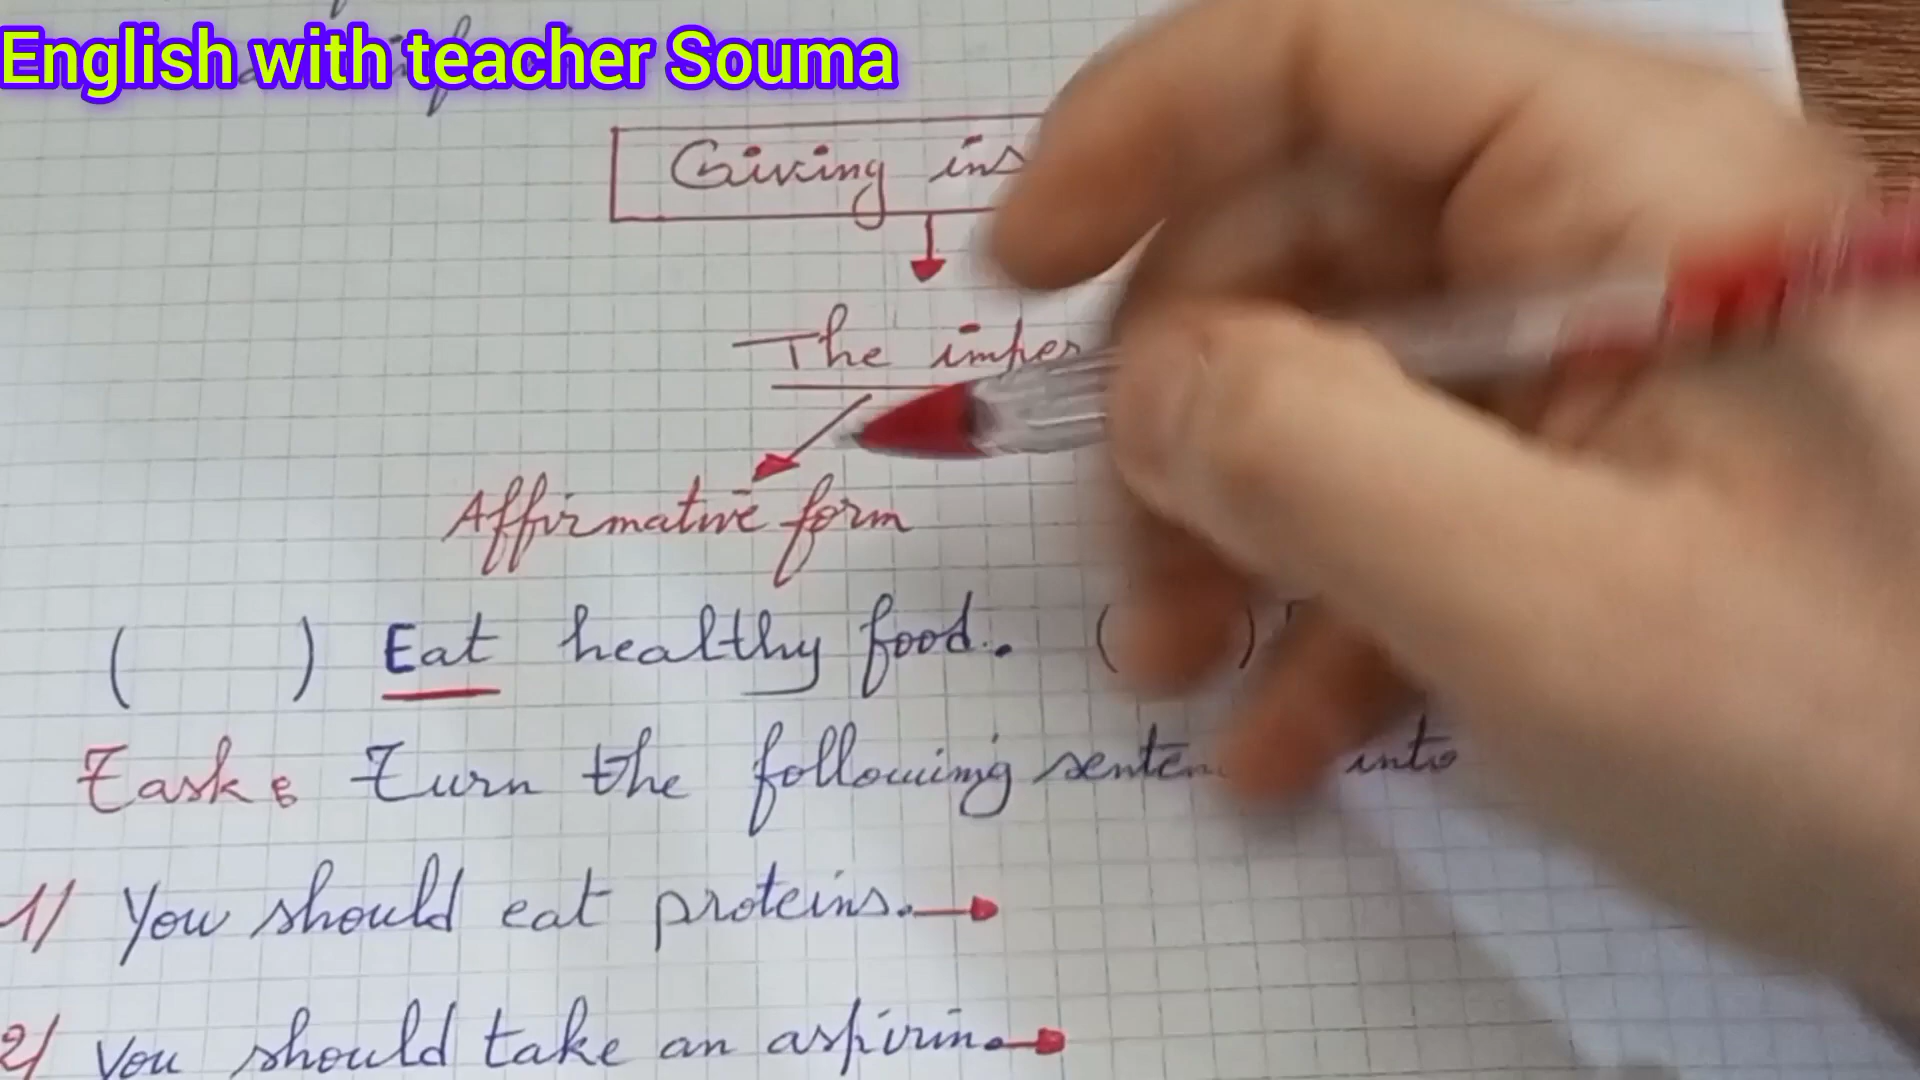 English with teacher Souma
Giving ins
The imper
Affirmative form
( ) Eat healthy food. ( )
Task: Turn the following senten into
1) You should eat proteins.
2) You should take an aspirin.